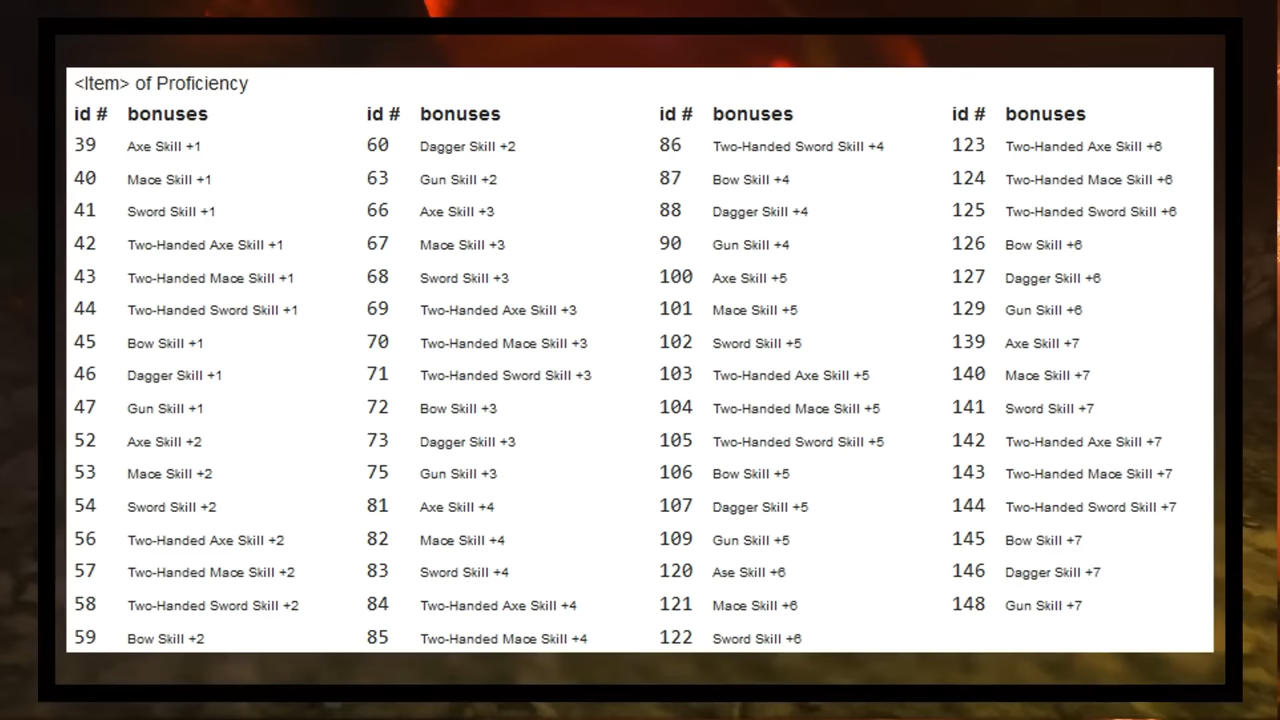 <Item> of Proficiency
id # bonuses id # bonuses id # bonuses id # bonuses
39 Axe Skill +1 60 Dagger Skill +2 86 Two-Handed Sword Skill +4 123 Two-Handed Axe Skill +6
40 Mace Skill +1 63 Gun Skill +2 87 Bow Skill +4 124 Two-Handed Mace Skill +6
41 Sword Skill +1 66 Axe Skill +3 88 Dagger Skill +4 125 Two-Handed Sword Skill +6
42 Two-Handed Axe Skill +1 67 Mace Skill +3 90 Gun Skill +4 126 Bow Skill +6
43 Two-Handed Mace Skill +1 68 Sword Skill +3 100 Axe Skill +5 127 Dagger Skill +6
44 Two-Handed Sword Skill +1 69 Two-Handed Axe Skill +3 101 Mace Skill +5 129 Gun Skill +6
45 Bow Skill +1 70 Two-Handed Mace Skill +3 102 Sword Skill +5 139 Axe Skill +7
46 Dagger Skill +1 71 Two-Handed Sword Skill +3 103 Two-Handed Axe Skill +5 140 Mace Skill +7
47 Gun Skill +1 72 Bow Skill +3 104 Two-Handed Mace Skill +5 141 Sword Skill +7
52 Axe Skill +2 73 Dagger Skill +3 105 Two-Handed Sword Skill +5 142 Two-Handed Axe Skill +7
53 Mace Skill +2 75 Gun Skill +3 106 Bow Skill +5 143 Two-Handed Mace Skill +7
54 Sword Skill +2 81 Axe Skill +4 107 Dagger Skill +5 144 Two-Handed Sword Skill +7
56 Two-Handed Axe Skill +2 82 Mace Skill +4 109 Gun Skill +5 145 Bow Skill +7
57 Two-Handed Mace Skill +2 83 Sword Skill +4 120 Ase Skill +6 146 Dagger Skill +7
58 Two-Handed Sword Skill +2 84 Two-Handed Axe Skill +4 121 Mace Skill +6 148 Gun Skill +7
59 Bow Skill +2 85 Two-Handed Mace Skill +4 122 Sword Skill +6